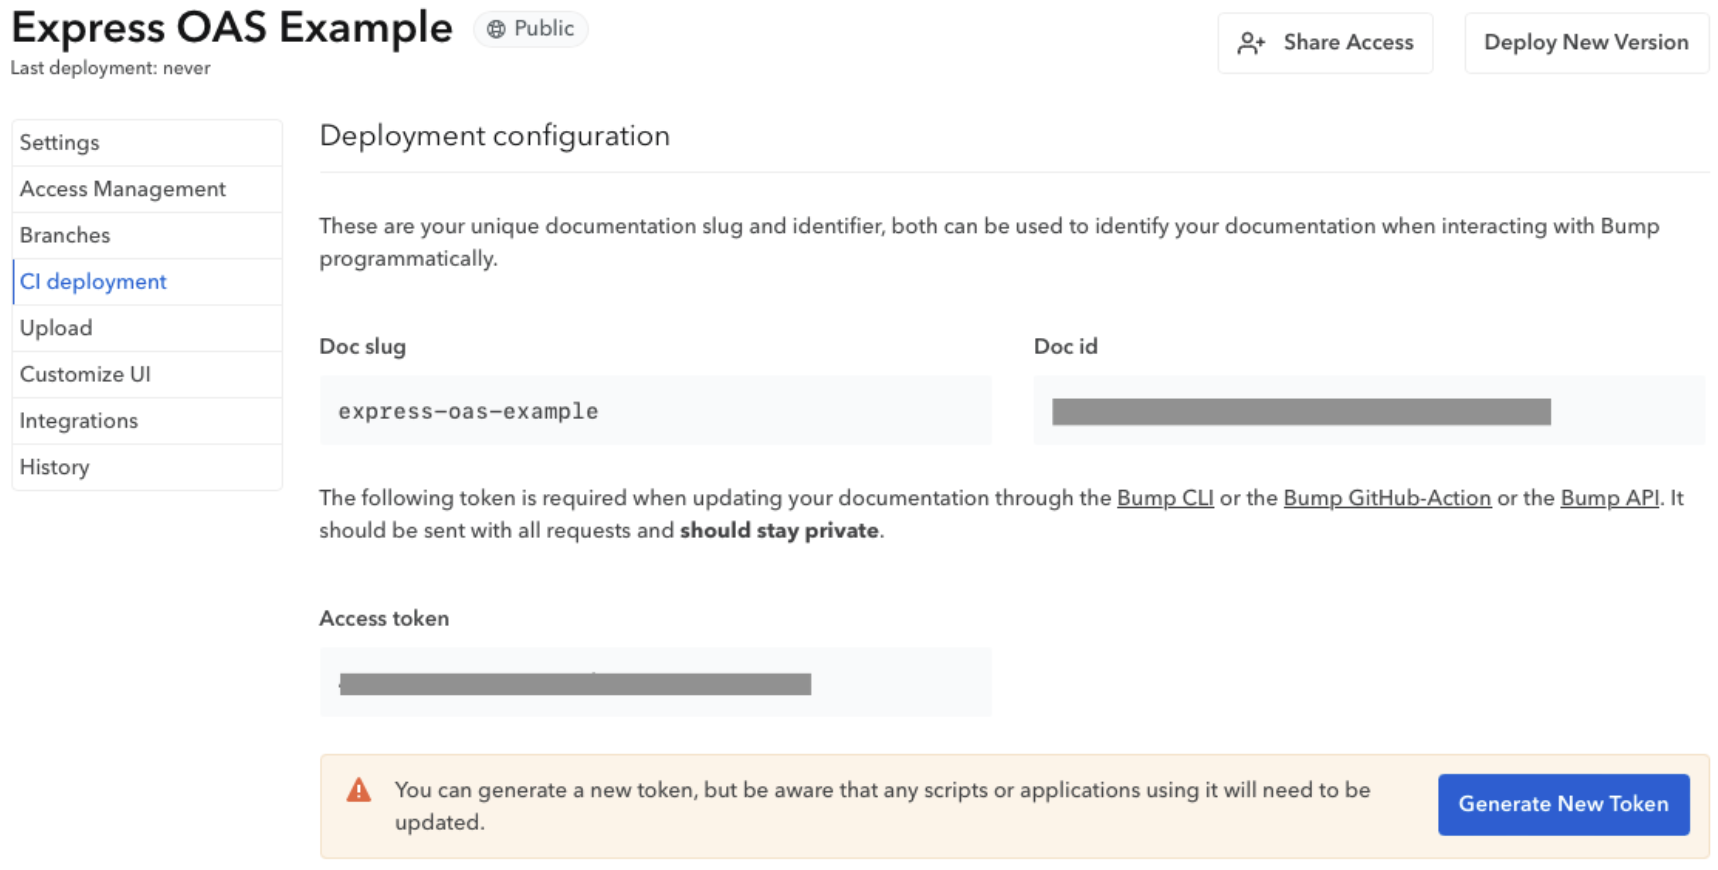 Express OAS Example
Public
Share Access
Deploy New Version
Last deployment: never
Settings
Access Management
Branches
CI deployment
Upload
Customize UI
Integrations
History
Deployment configuration
These are your unique documentation slug and identifier, both can be used to identify your documentation when interacting with Bump
programmatically.
Doc slug
Doc id
express-oas-example
The following token is required when updating your documentation through the Bump CLI or the Bump GitHub-Action or the Bump API. It
should be sent with all requests and should stay private.
Access token
You can generate a new token, but be aware that any scripts or applications using it will need to be
updated.
Generate New Token